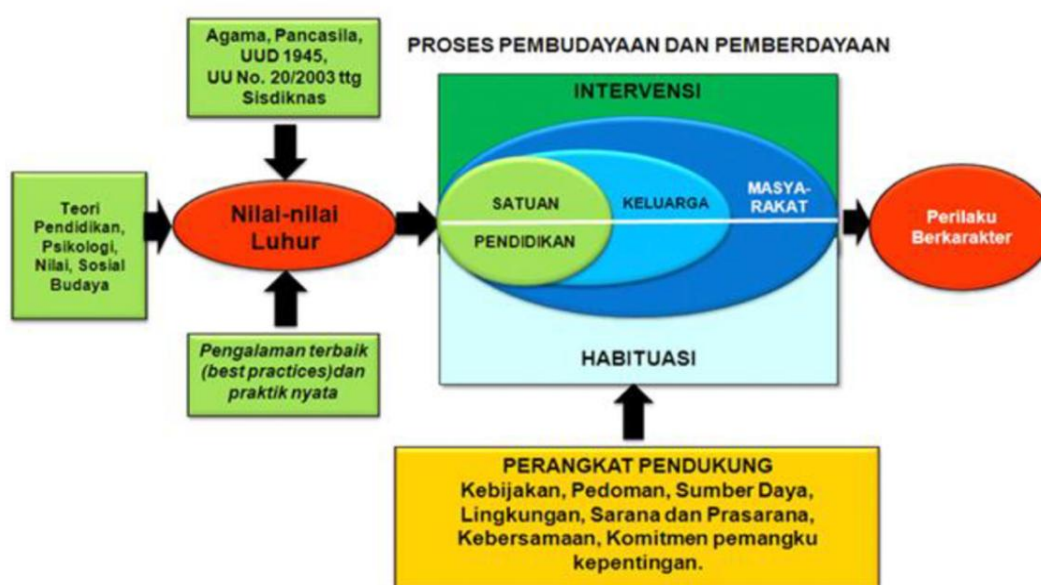 Agama, Pancasila,
UUD 1945,
UU No. 20/2003 ttg
Sisdiknas
PROSES PEMBUDAYAAN DAN PEMBERDAYAAN
INTERVENSI
Teori
Pendidikan,
Psikologi,
Nilai, Sosial
Budaya
Nilai-nilai
Luhur
SATUAN
PENDIDIKAN
KELUARGA
MASYA-
RAKAT
Perilaku
Berkarakter
Pengalaman terbaik
(best practices)dan
praktik nyata
HABITUASI
PERANGKAT PENDUKUNG
Kebijakan, Pedoman, Sumber Daya,
Lingkungan, Sarana dan Prasarana,
Kebersamaan, Komitmen pemangku
kepentingan.